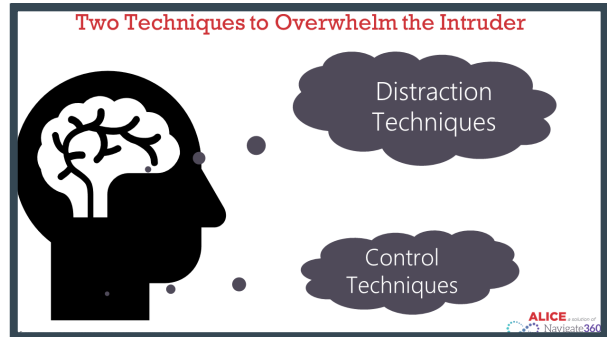 Two Techniques to Overwhelm the Intruder
Distraction
Techniques
Control
Techniques
ALICE a solution of
Navigate360